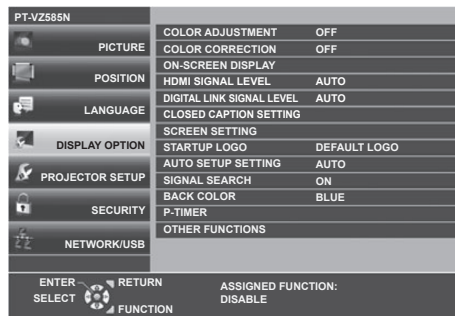 PT-VZ585N
PICTURE
POSITION
LANGUAGE
DISPLAY OPTION
PROJECTOR SETUP
SECURITY
NETWORK/USB
COLOR ADJUSTMENT OFF
COLOR CORRECTION OFF
ON-SCREEN DISPLAY
HDMI SIGNAL LEVEL AUTO
DIGITAL LINK SIGNAL LEVEL AUTO
CLOSED CAPTION SETTING
SCREEN SETTING
STARTUP LOGO DEFAULT LOGO
AUTO SETUP SETTING AUTO
SIGNAL SEARCH ON
BACK COLOR BLUE
P-TIMER
OTHER FUNCTIONS
ENTER RETURN
SELECT
FUNCTION
ASSIGNED FUNCTION:
DISABLE